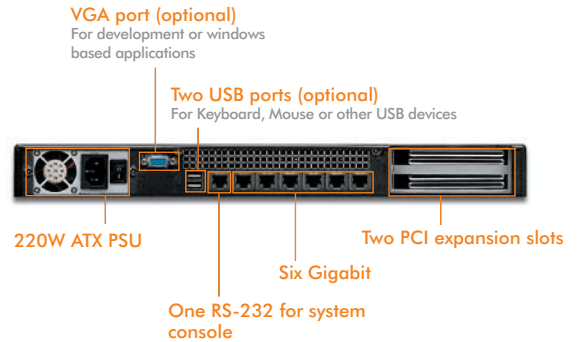 VGA port (optional)
For development or windows
based applications
Two USB ports (optional)
For Keyboard, Mouse or other USB devices
220W ATX PSU
Two PCI expansion slots
Six Gigabit
One RS-232 for system
console